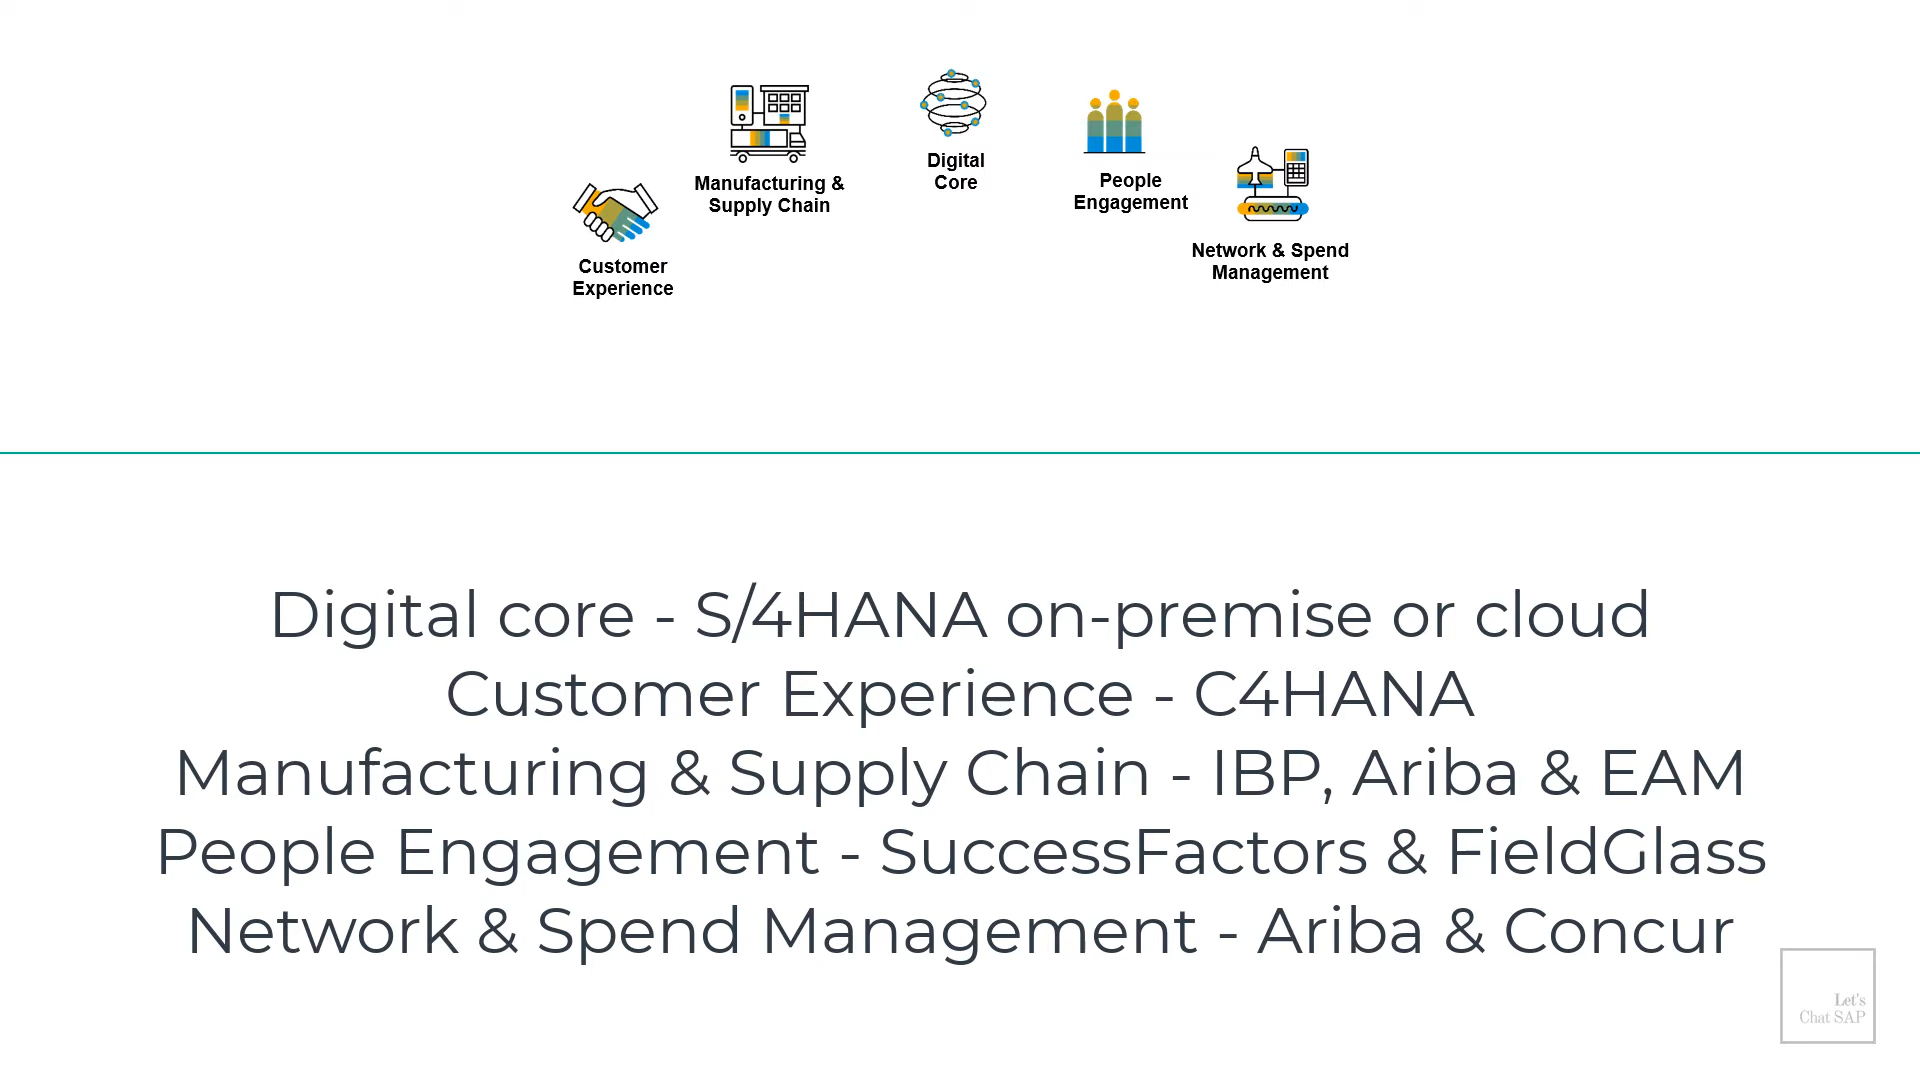 Digital
Core
Manufacturing &
Supply Chain
People
Engagement
Customer
Experience
Network & Spend
Management
Digital core - S/4HANA on-premise or cloud
Customer Experience - C4HANA
Manufacturing & Supply Chain - IBP, Ariba & EAM
People Engagement - SuccessFactors & FieldGlass
Network & Spend Management - Ariba & Concur
Let's
Chat SAP